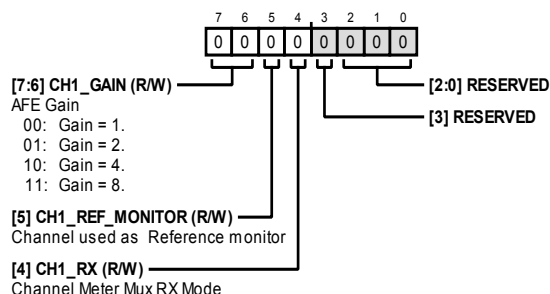 7 6 5 4 3 2 1 0
0 0 0 0 0 0 0 0
[7:6] CH1_GAIN (R/W)
AFE Gain
00: Gain = 1.
01: Gain = 2.
10: Gain = 4.
11: Gain = 8.
[5] CH1_REF_MONITOR (R/W)
Channel used as Reference monitor
[4] CH1_RX (R/W)
Channel Meter Mux RX Mode
[2:0] RESERVED
[3] RESERVED